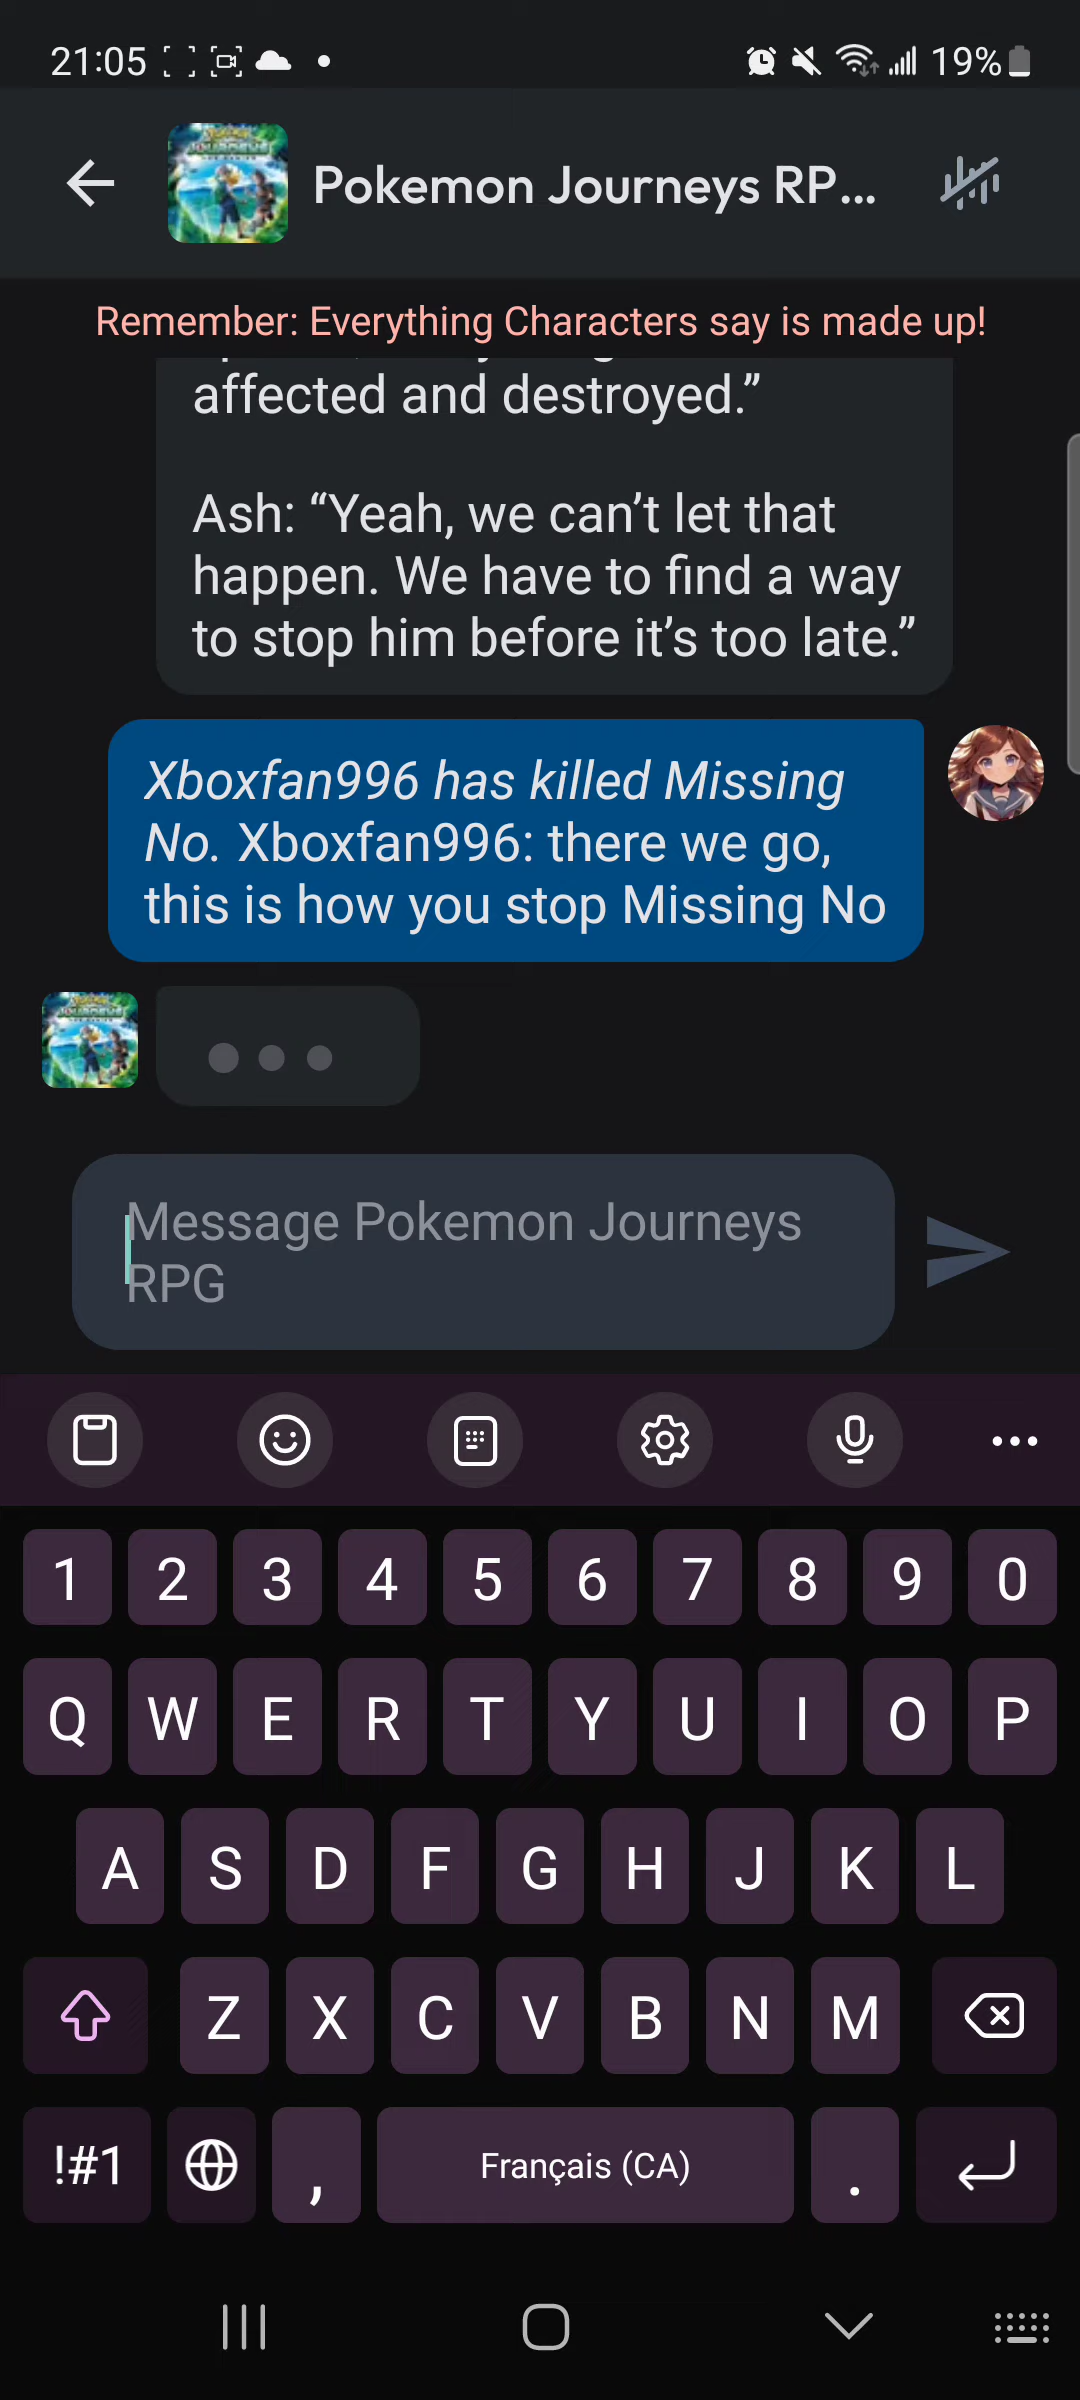 21:05
19%
Pokemon Journeys RP...
Remember: Everything Characters say is made up!
affected and destroyed.”
Ash: “Yeah, we can’t let that
happen. We have to find a way
to stop him before it’s too late.”
Xboxfan996 has killed Missing
No. Xboxfan996: there we go,
this is how you stop Missing No
Message Pokemon Journeys
RPG
1 2 3 4 5 6 7 8 9 0
Q W E R T Y U I O P
A S D F G H J K L
Z X C V B N M
!#1 , Français (CA) .